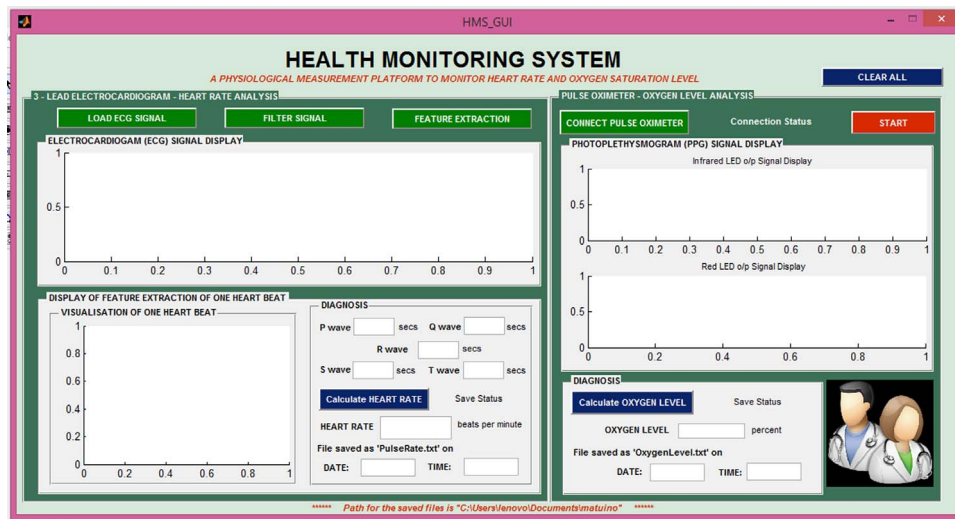 HMS_GUI
HEALTH MONITORING SYSTEM
A PHYSIOLOGICAL MEASUREMENT PLATFORM TO MONITOR HEART RATE AND OXYGEN SATURATION LEVEL
CLEAR ALL
3 - LEAD ELECTROCARDIOGRAM - HEART RATE ANALYSIS
LOAD ECG SIGNAL
FILTER SIGNAL
FEATURE EXTRACTION
ELECTROCARDIOGAM (ECG) SIGNAL DISPLAY
1
0.5
0
0 0.1 0.2 0.3 0.4 0.5 0.6 0.7 0.8 0.9 1
DISPLAY OF FEATURE EXTRACTION OF ONE HEART BEAT
VISUALISATION OF ONE HEART BEAT
1
0.8
0.6
0.4
0.2
0
0 0.2 0.4 0.6 0.8 1
DIAGNOSIS
P wave secs Q wave secs
R wave secs
S wave secs T wave secs
Calculate HEART RATE Save Status
HEART RATE beats per minute
File saved as 'PulseRate.txt' on
DATE: TIME:
PULSE OXIMETER - OXYGEN LEVEL ANALYSIS
CONNECT PULSE OXIMETER Connection Status START
PHOTOPLETHYSMOGRAM (PPG) SIGNAL DISPLAY
Infrared LED o/p Signal Display
1
0.5
0
0 0.1 0.2 0.3 0.4 0.5 0.6 0.7 0.8 0.9 1
Red LED o/p Signal Display
1
0.5
0
0 0.2 0.4 0.6 0.8 1
DIAGNOSIS
Calculate OXYGEN LEVEL Save Status
OXYGEN LEVEL percent
File saved as 'OxygenLevel.txt' on
DATE: TIME:
****** Path for the saved files is "C:\Users\lenovo\Documents\matuino" ******